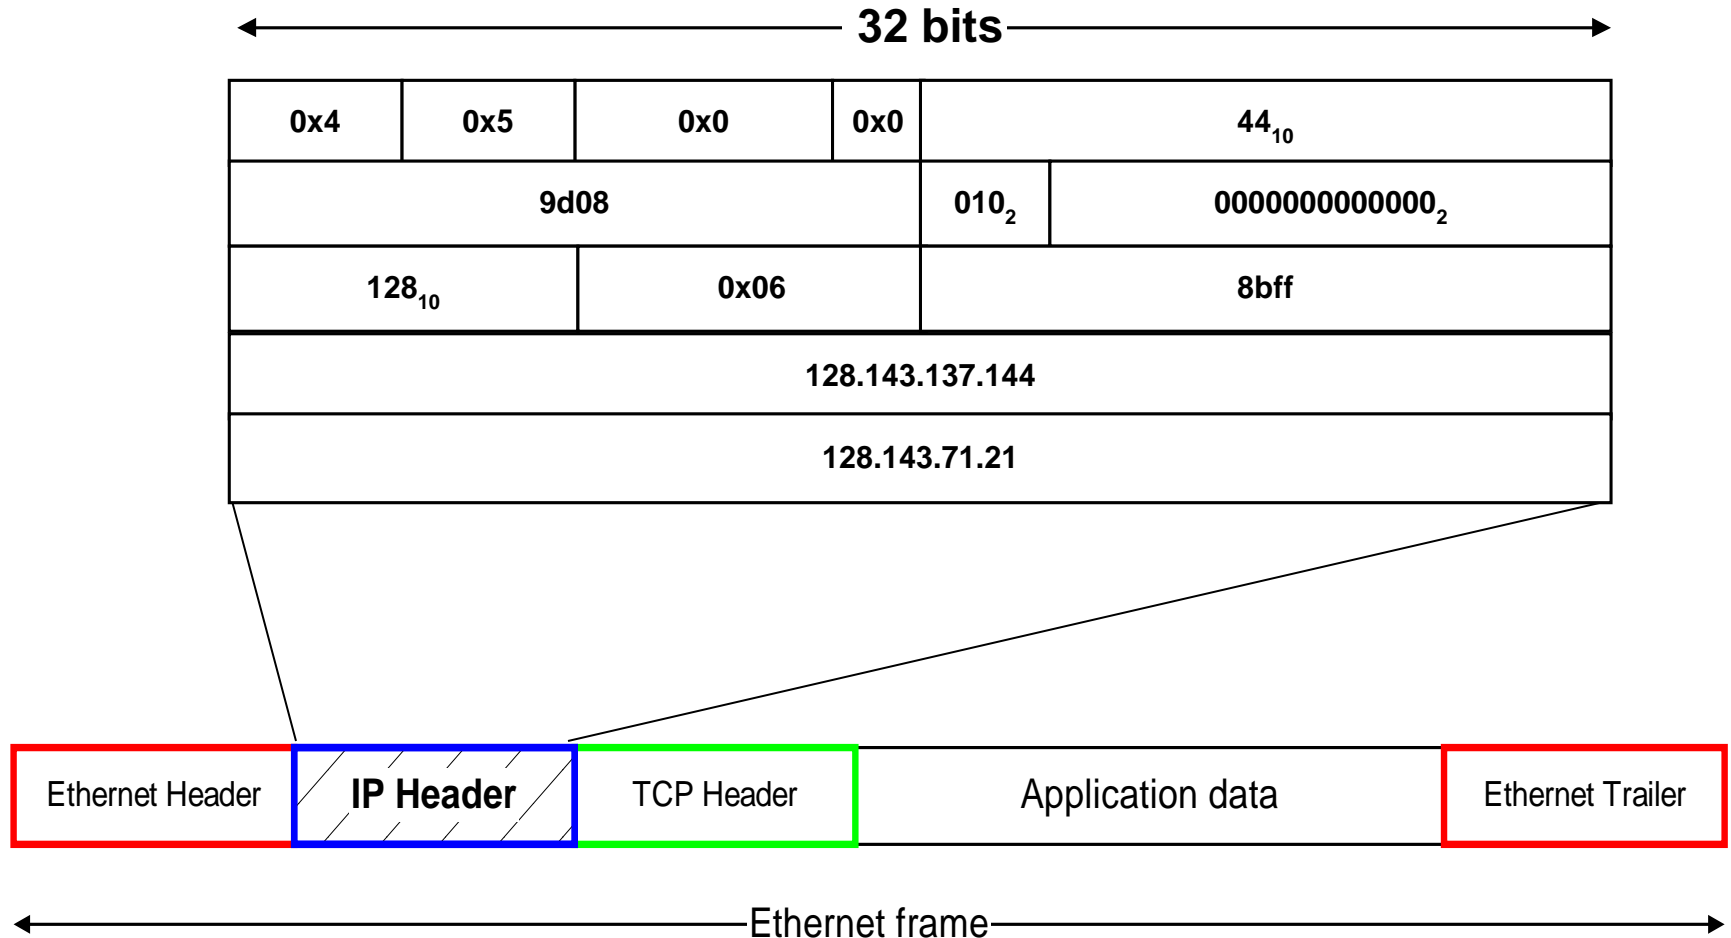 32 bits
0x4 0x5 0x0 0x0 44₁₀
9d08 010₂ 0000000000000₂
128₁₀ 0x06 8bff
128.143.137.144
128.143.71.21
Ethernet Header IP Header TCP Header Application data Ethernet Trailer
Ethernet frame